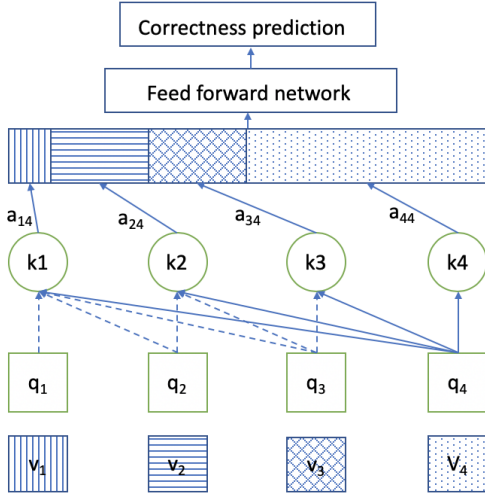 Correctness prediction
Feed forward network
a₁₄ a₂₄ a₃₄ a₄₄
k1 k2 k3 k4
q₁ q₂ q₃ q₄
v₁ v₂ v₃ V₄